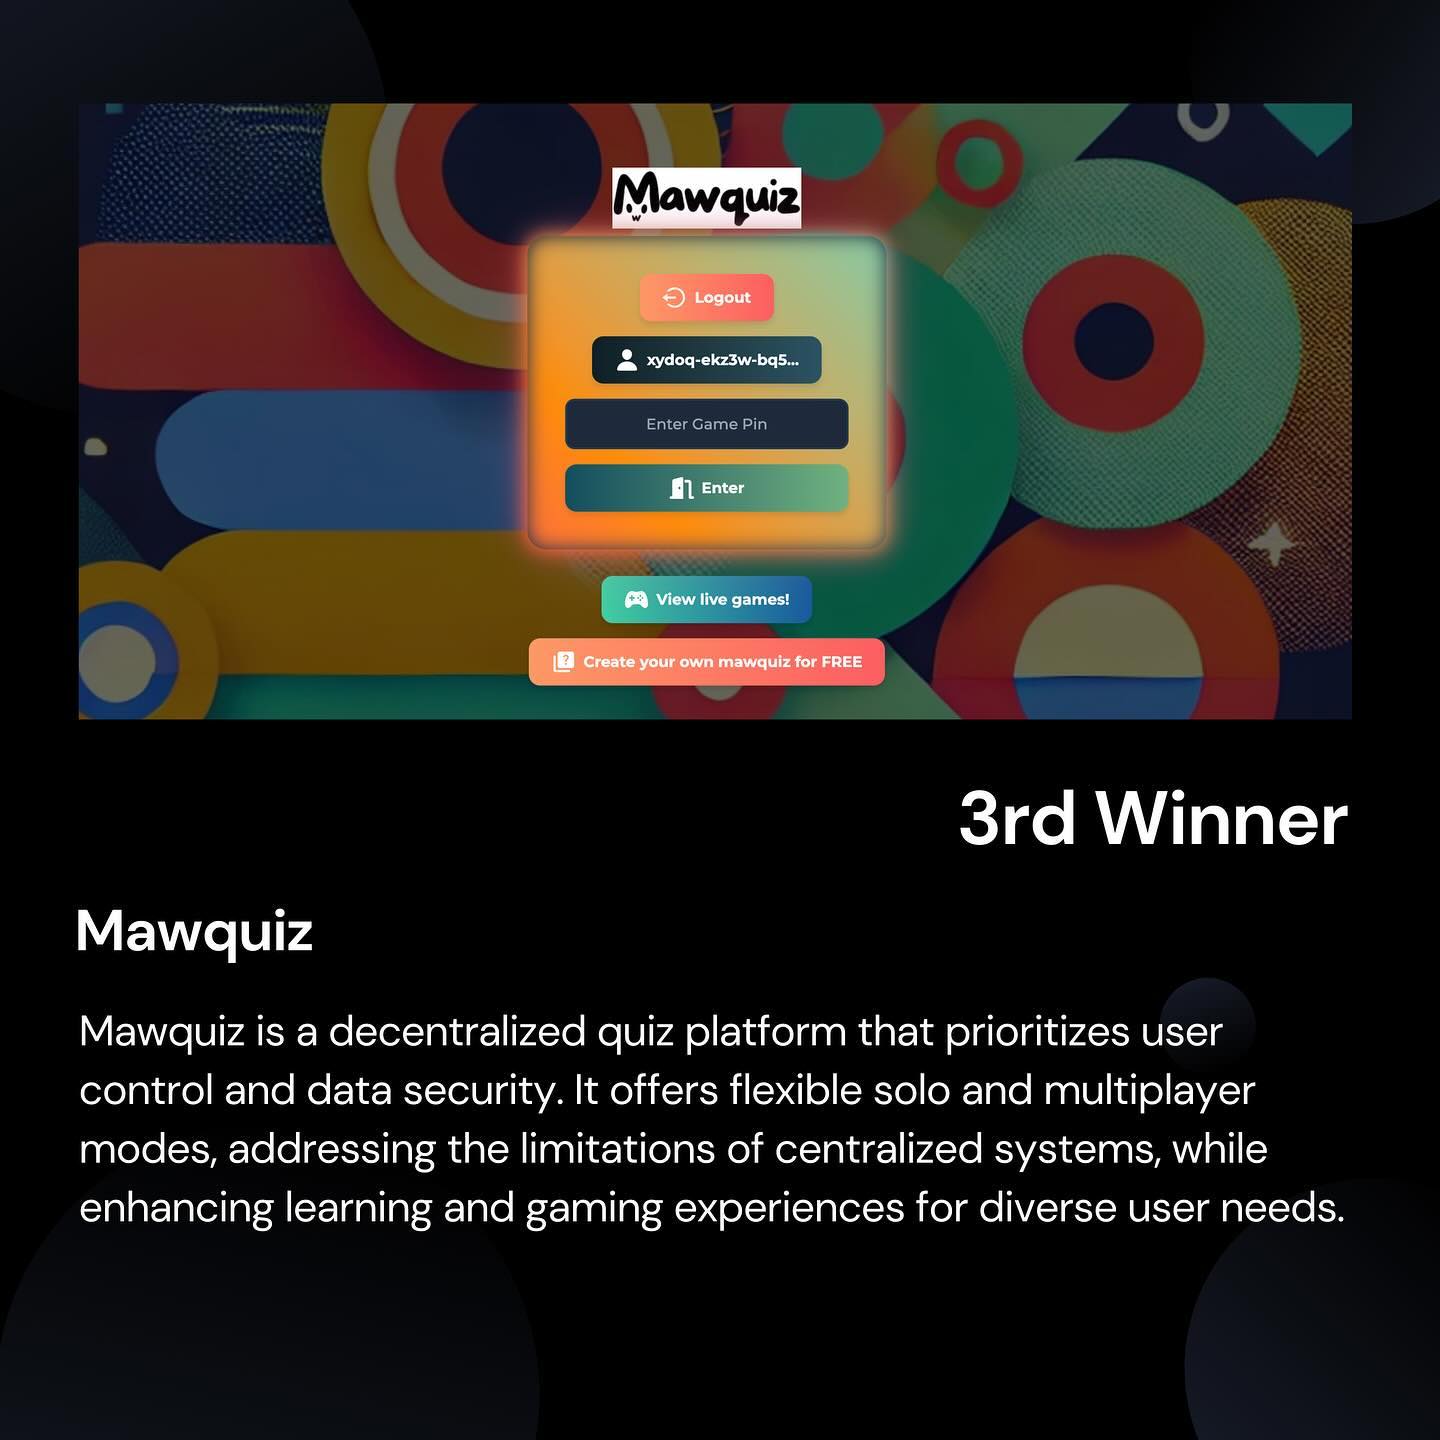 Mawquiz
Logout
xydoq-ekz3w-bq5...
Enter Game Pin
Enter
View live games!
Create your own mawquiz for FREE
3rd Winner
Mawquiz
Mawquiz is a decentralized quiz platform that prioritizes user
control and data security. It offers flexible solo and multiplayer
modes, addressing the limitations of centralized systems, while
enhancing learning and gaming experiences for diverse user needs.